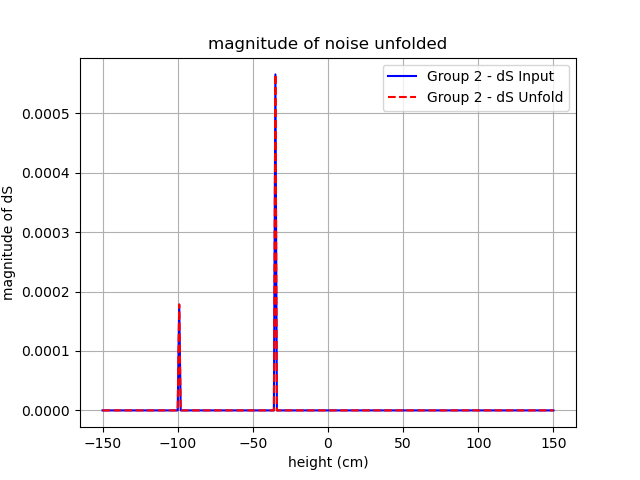 magnitude of noise unfolded
Group 2 - dS Input
Group 2 - dS Unfold
magnitude of dS
0.0005
0.0004
0.0003
0.0002
0.0001
0.0000
−150 −100 −50 0 50 100 150
height (cm)